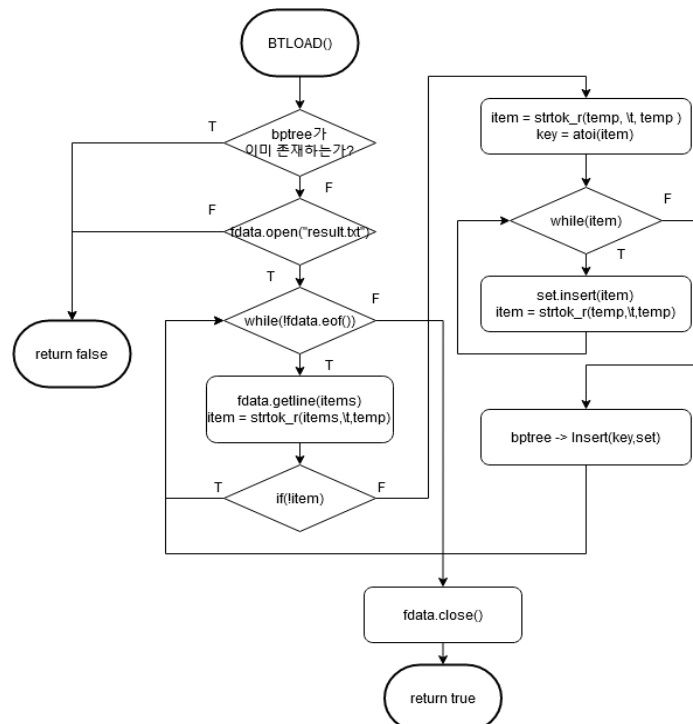 BTLOAD()
T
bptree가
이미 존재하는가?
F
F
fdata.open("result.txt")
T
return false
while(!fdata.eof())
F
T
fdata.getline(items)
item = strtok_r(items,\t,temp)
T
if(!item)
F
item = strtok_r(temp, \t, temp )
key = atoi(item)
while(item)
F
T
set.insert(item)
item = strtok_r(temp,\t,temp)
bptree -> Insert(key,set)
fdata.close()
return true